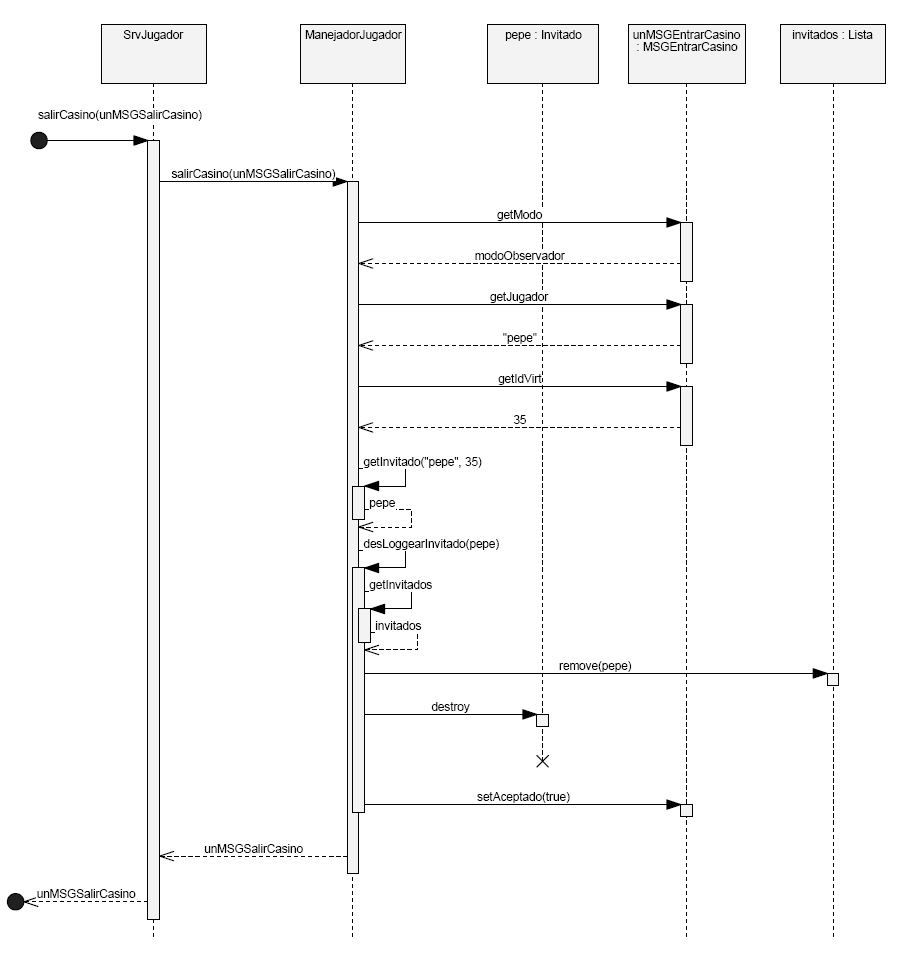 SrvJugador
ManejadorJugador
pepe : Invitado
unMSGEntrarCasino
: MSGEntrarCasino
invitados : Lista
salirCasino(unMSGSalirCasino)
salirCasino(unMSGSalirCasino)
getModo
modoObservador
getJugador
"pepe"
getIdVirt
35
getInvitado("pepe", 35)
pepe
desLoggearInvitado(pepe)
getInvitados
invitados
remove(pepe)
destroy
setAceptado(true)
unMSGSalirCasino
unMSGSalirCasino